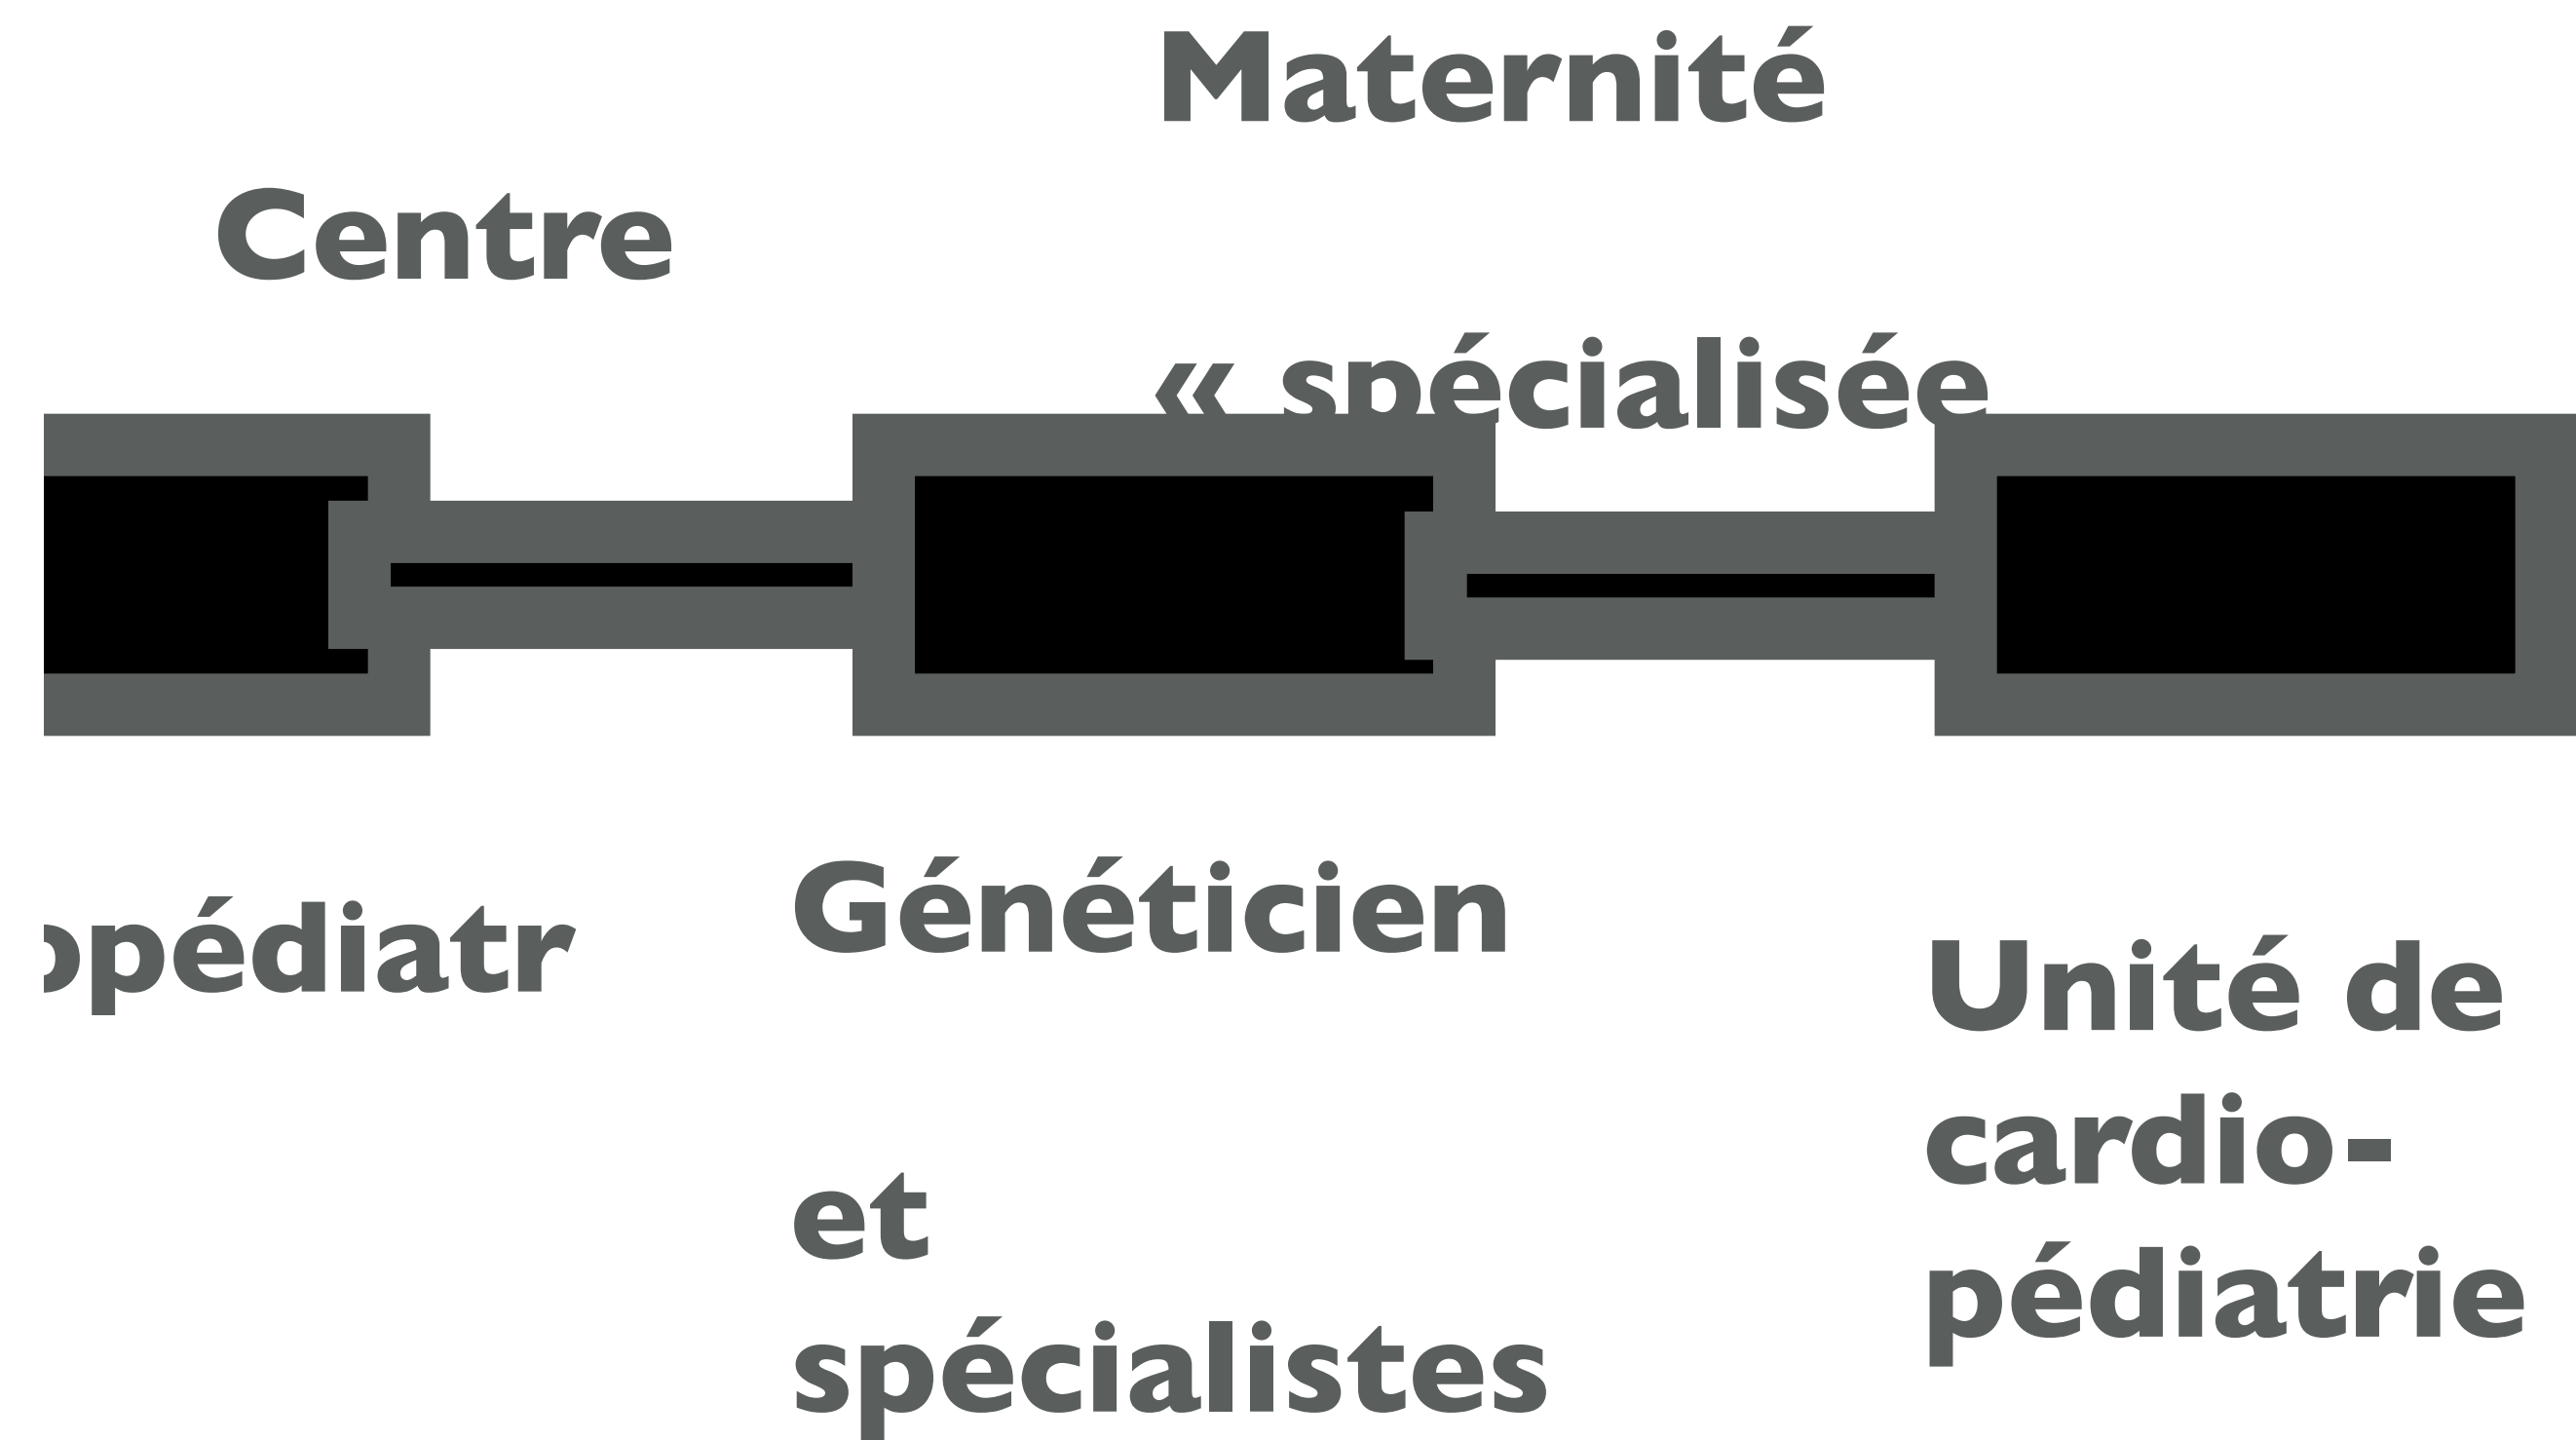 Maternité
Centre
« spécialisée
Généticien
opédiatr
Unité de
cardio-
et
pédiatrie
spécialistes